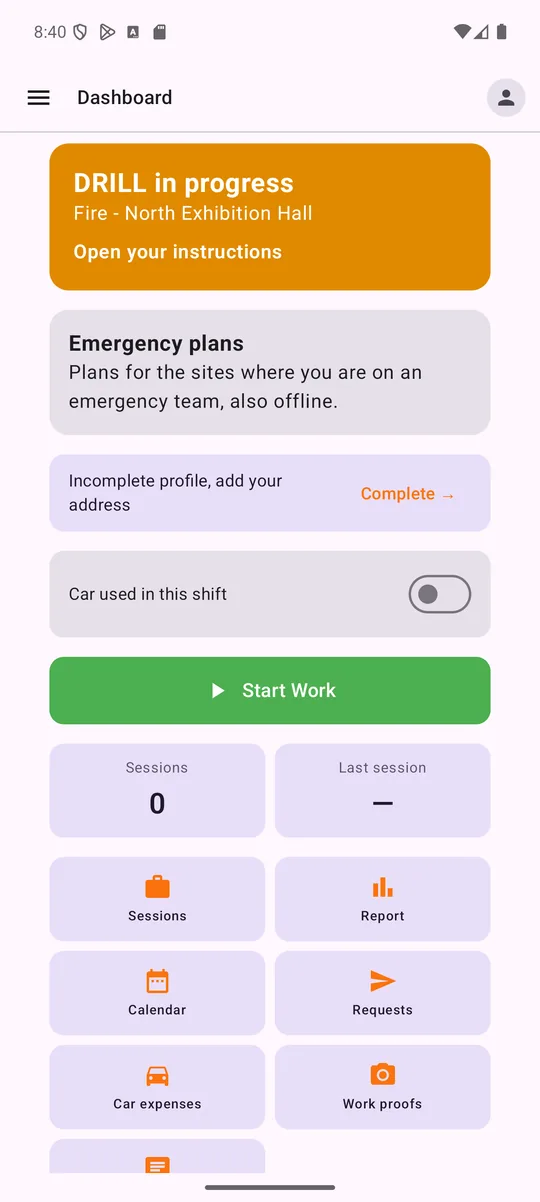 8:40
Dashboard
DRILL in progress
Fire - North Exhibition Hall
Open your instructions
Emergency plans
Plans for the sites where you are on an
emergency team, also offline.
Incomplete profile, add your
address
Complete →
Car used in this shift
Start Work
Sessions
0
Last session
—
Sessions
Report
Calendar
Requests
Car expenses
Work proofs